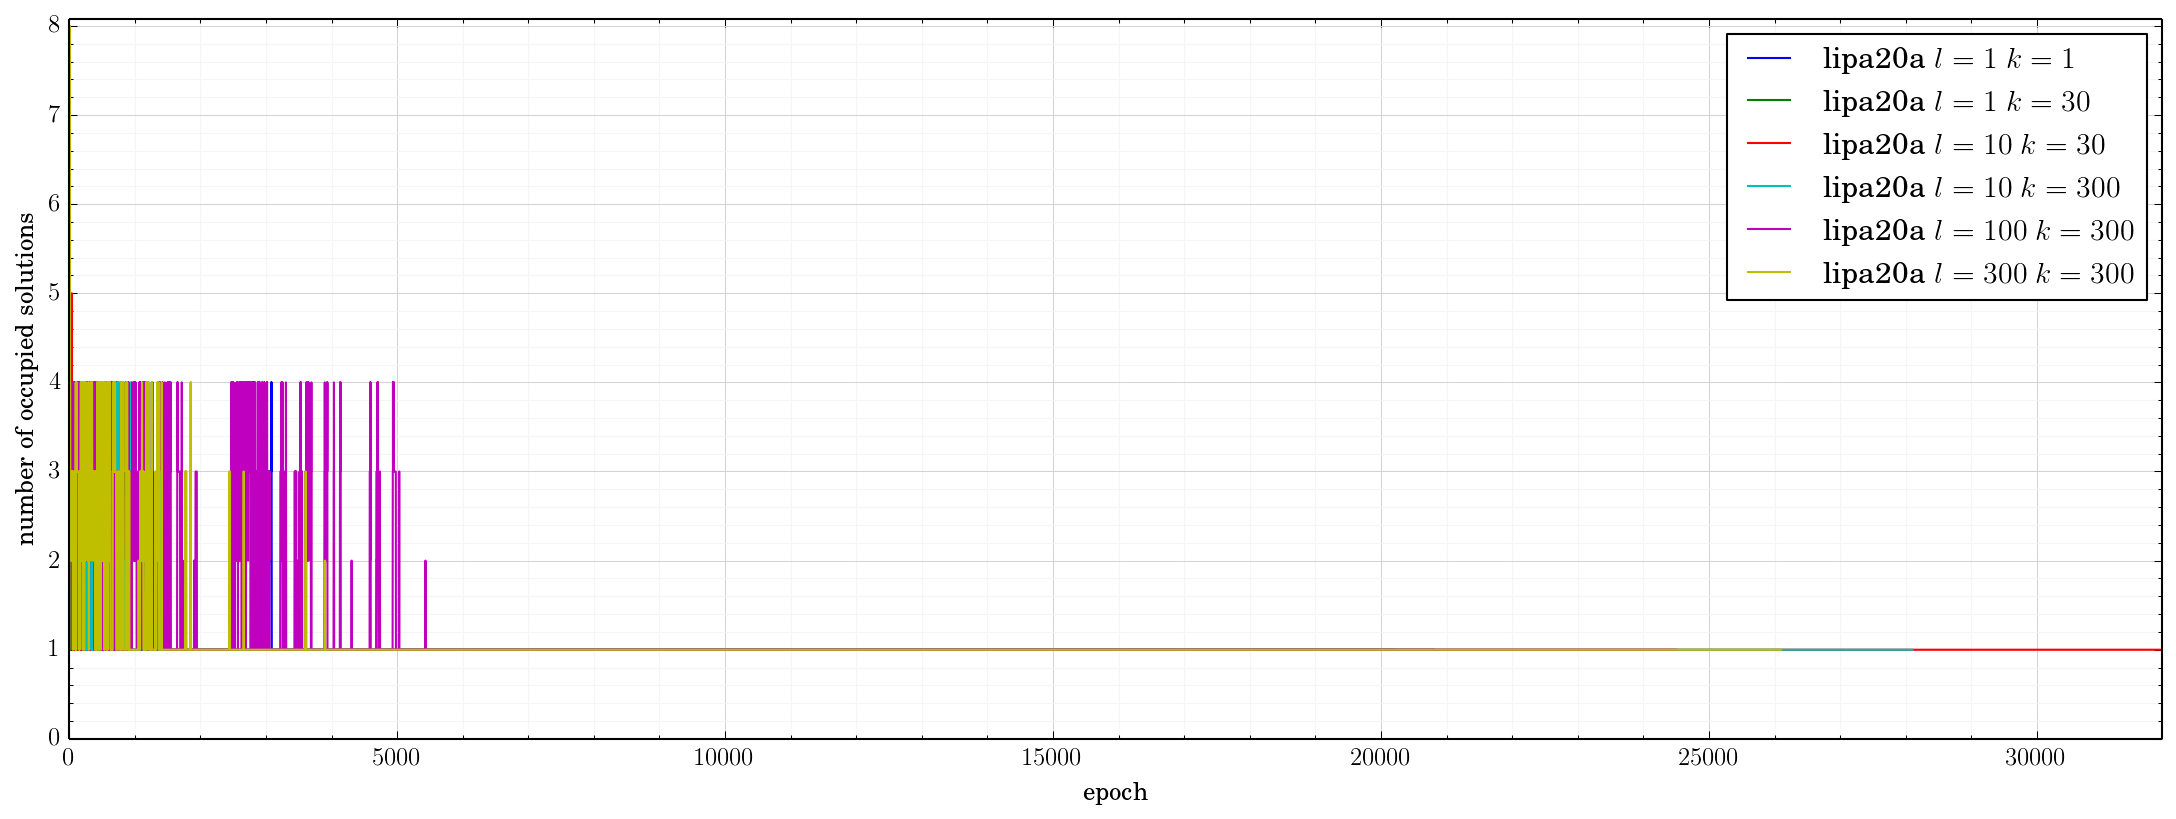 8
7
6
5
4
3
2
1
0
number of occupied solutions
0 5000 10000 15000 20000 25000 30000
epoch
lipa20a l = 1 k = 1
lipa20a l = 1 k = 30
lipa20a l = 10 k = 30
lipa20a l = 10 k = 300
lipa20a l = 100 k = 300
lipa20a l = 300 k = 300